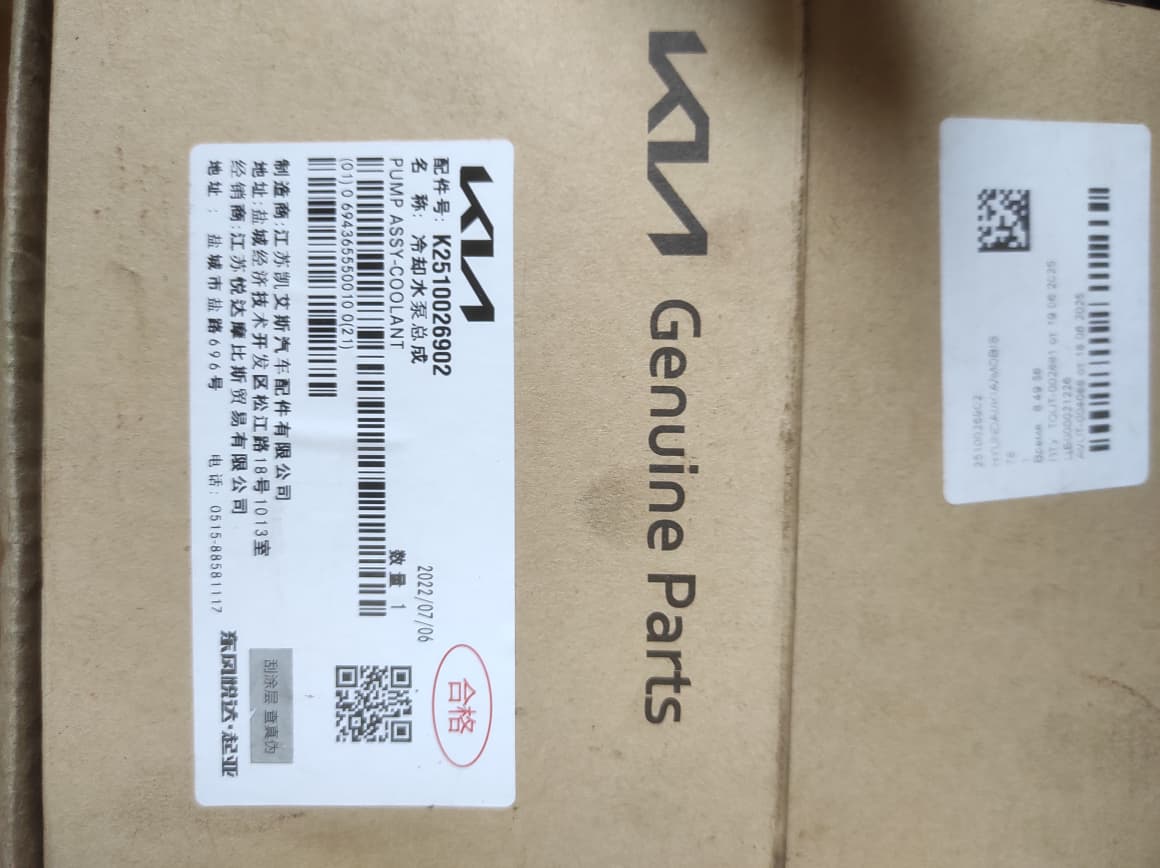 KIA Genuine Parts
KIA
配件号: K2510026902
名 称: 冷却水泵总成
PUMP ASSY-COOLANT
2022/07/06
数量 1
合格
(01) 0 6943655500100(21)
制造商:江苏凯艾斯汽车配件有限公司
地址:盐城经济技术开发区松江路18号1013室
经销商:江苏悦达摩比斯贸易有限公司
地址: 盐城市盐路696号 电话: 0515-88581117
刮涂层 查真伪
东风悦达·起亚